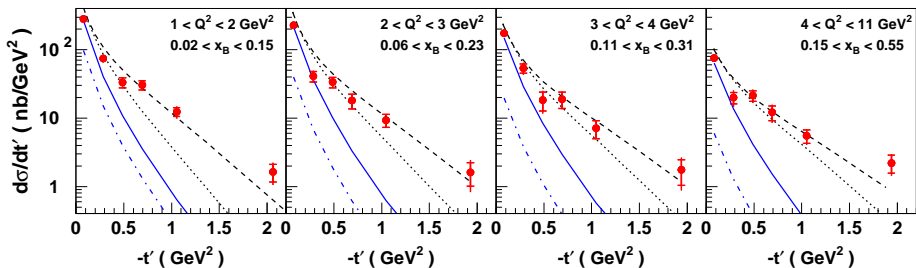 1 < Q² < 2 GeV²
0.02 < x_B < 0.15
2 < Q² < 3 GeV²
0.06 < x_B < 0.23
3 < Q² < 4 GeV²
0.11 < x_B < 0.31
4 < Q² < 11 GeV²
0.15 < x_B < 0.55
dσ/dt′ ( nb/GeV²)
10²
10
1
0 0.5 1 1.5 2
0 0.5 1 1.5 2
0 0.5 1 1.5 2
0 0.5 1 1.5 2
-t′ ( GeV²)
-t′ ( GeV²)
-t′ ( GeV²)
-t′ ( GeV²)